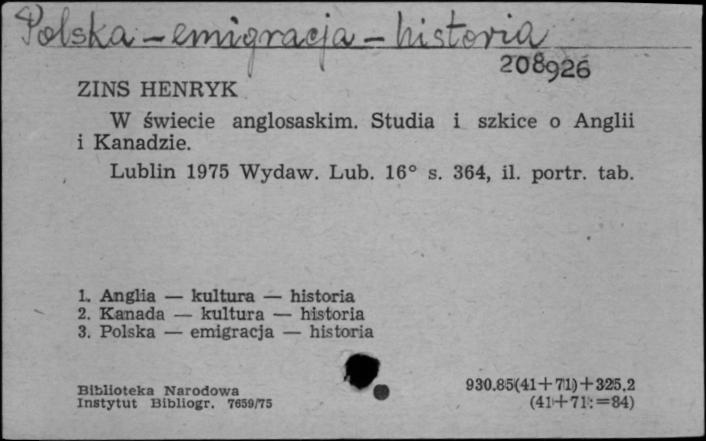 Polska – emigracja – historia
208926
ZINS HENRYK
W świecie anglosaskim. Studia i szkice o Anglii
i Kanadzie.
Lublin 1975 Wydaw. Lub. 16° s. 364, il. portr. tab.
1. Anglia — kultura — historia
2. Kanada — kultura — historia
3. Polska — emigracja — historia
Biblioteka Narodowa
Instytut Bibliogr. 7659/75
930.85(41+71)+325.2
(41+71:=84)